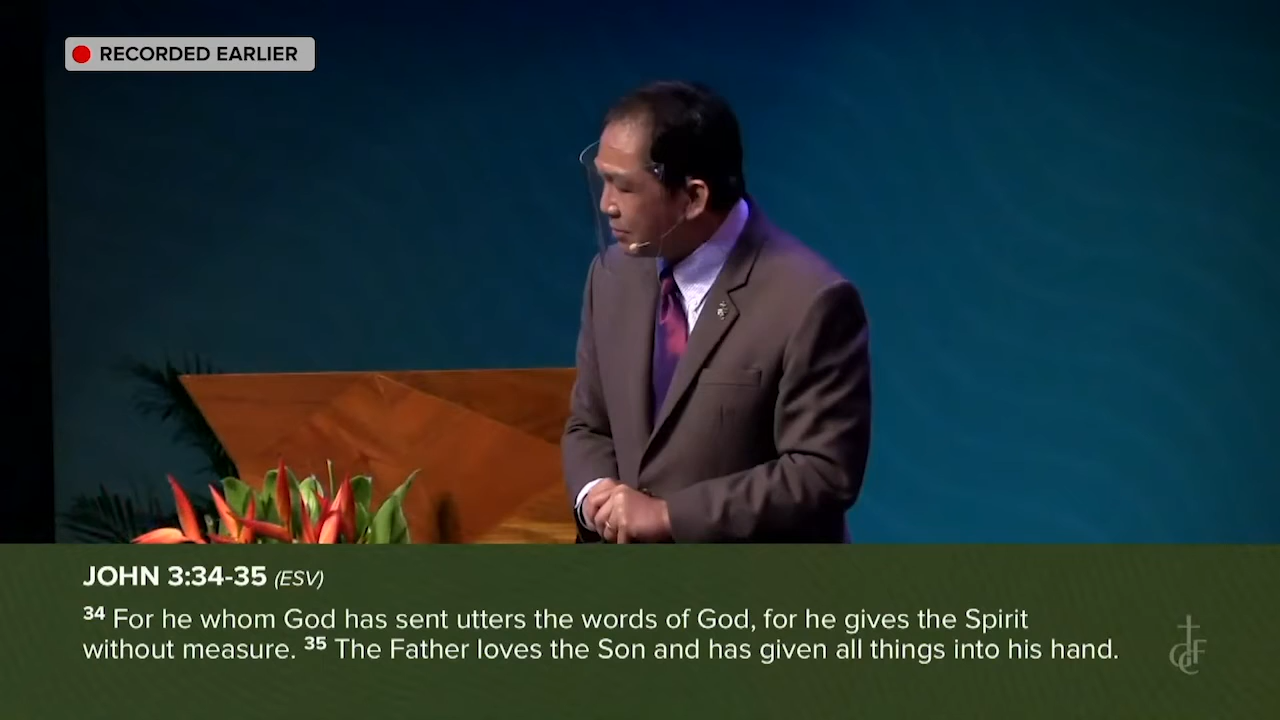 RECORDED EARLIER
JOHN 3:34-35 (ESV)
34 For he whom God has sent utters the words of God, for he gives the Spirit
without measure. 35 The Father loves the Son and has given all things into his hand.